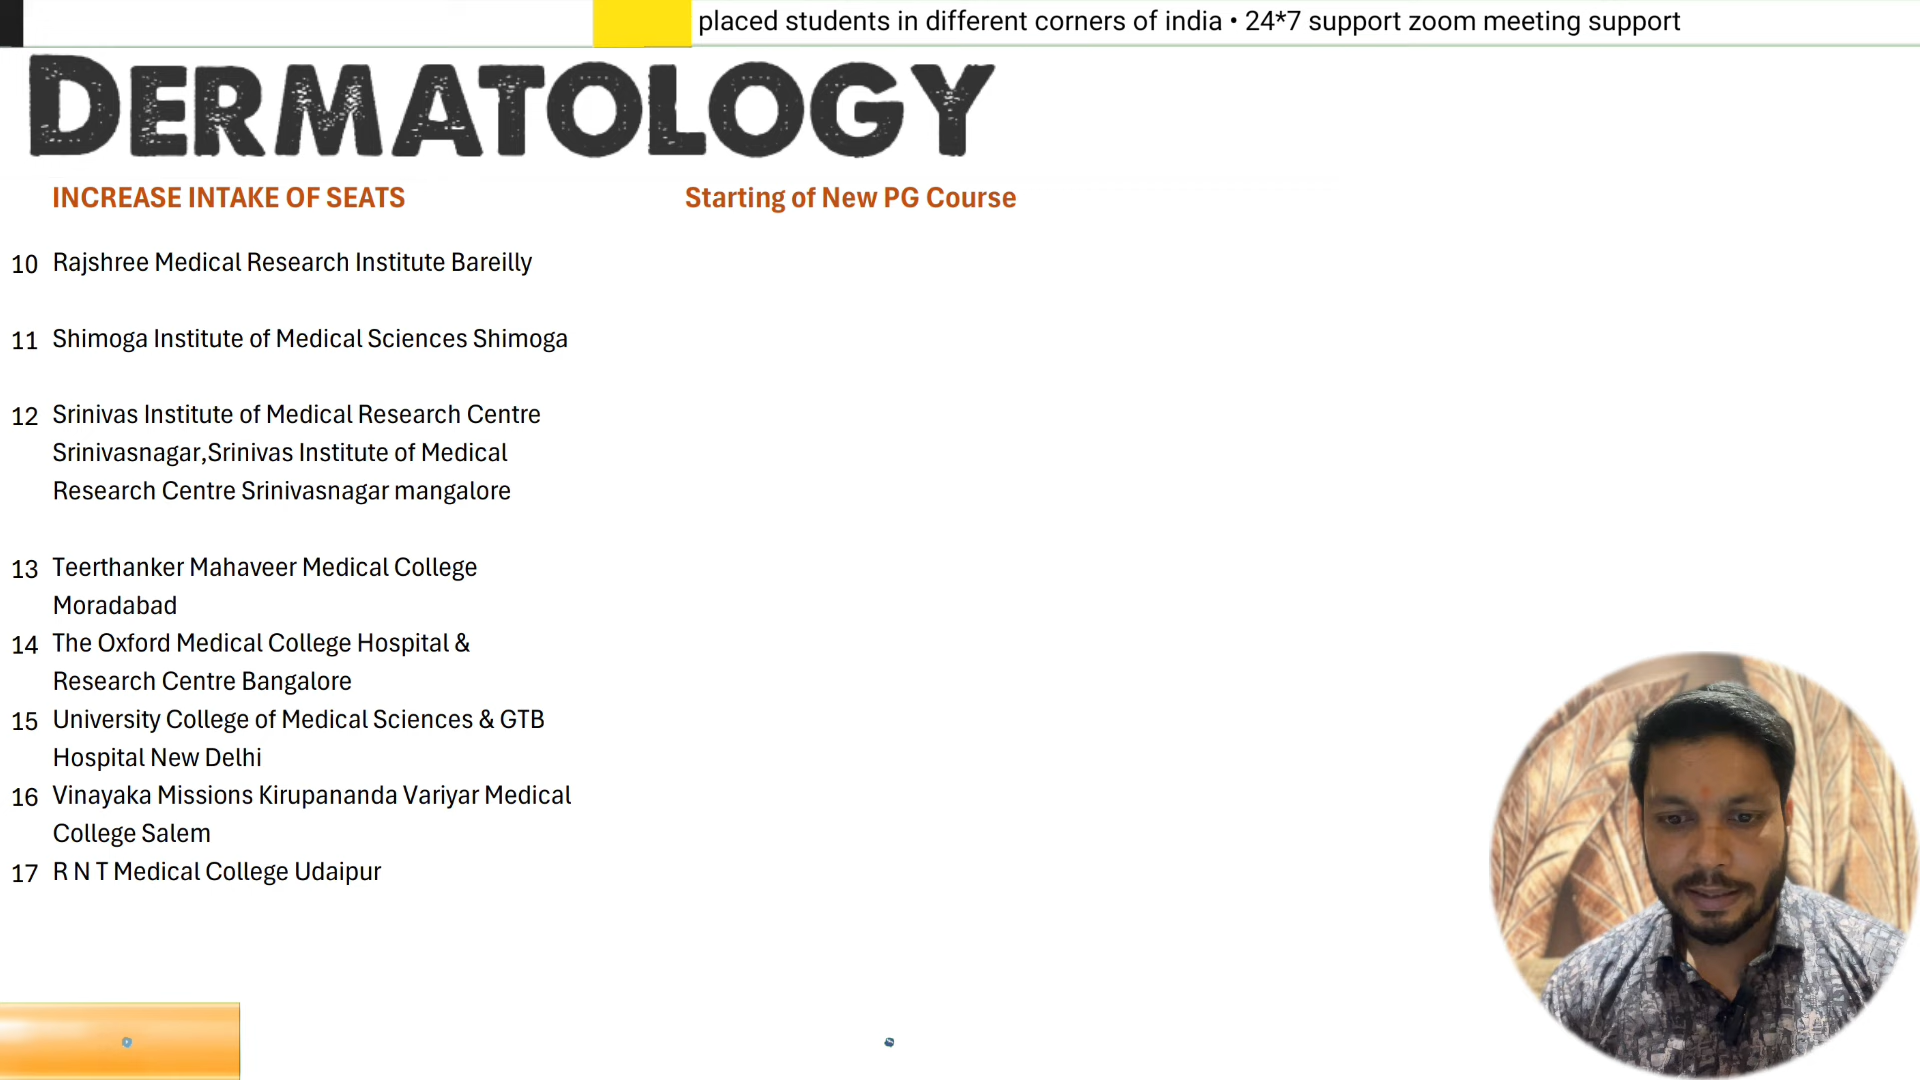 placed students in different corners of india • 24*7 support zoom meeting support
DERMATOLOGY
INCREASE INTAKE OF SEATS
Starting of New PG Course
10 Rajshree Medical Research Institute Bareilly
11 Shimoga Institute of Medical Sciences Shimoga
12 Srinivas Institute of Medical Research Centre
Srinivasnagar,Srinivas Institute of Medical
Research Centre Srinivasnagar mangalore
13 Teerthanker Mahaveer Medical College
Moradabad
14 The Oxford Medical College Hospital &
Research Centre Bangalore
15 University College of Medical Sciences & GTB
Hospital New Delhi
16 Vinayaka Missions Kirupananda Variyar Medical
College Salem
17 R N T Medical College Udaipur